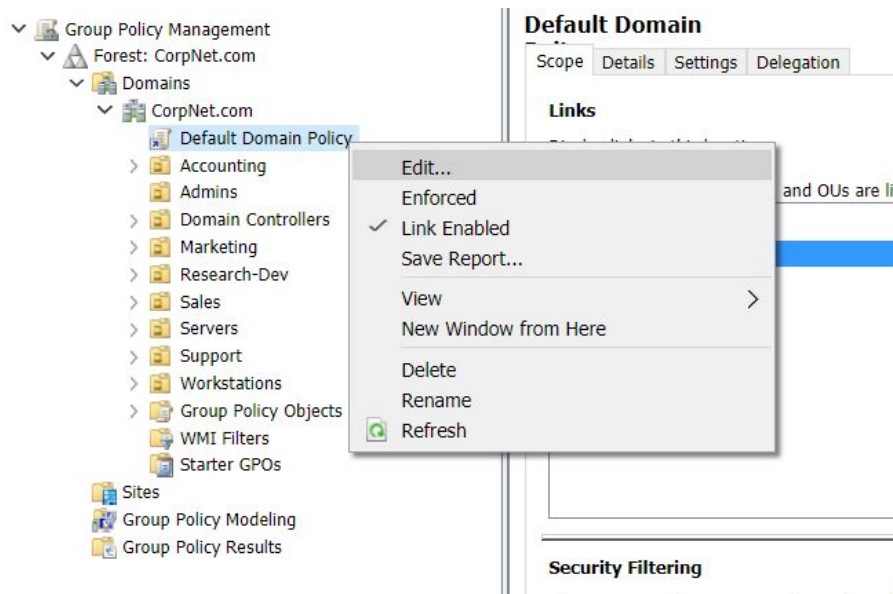 Group Policy Management
Forest: CorpNet.com
Domains
CorpNet.com
Default Domain Policy
Accounting
Admins
Domain Controllers
Marketing
Research-Dev
Sales
Servers
Support
Workstations
Group Policy Objects
WMI Filters
Starter GPOs
Sites
Group Policy Modeling
Group Policy Results
Default Domain
Scope Details Settings Delegation
Links
and OUs are
Edit...
Enforced
Link Enabled
Save Report...
View
New Window from Here
Delete
Rename
Refresh
Security Filtering